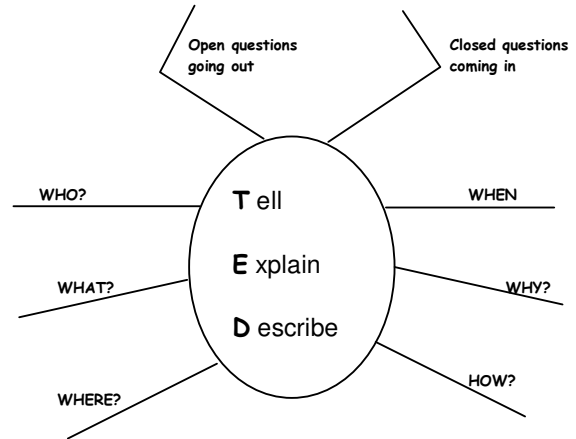 Open questions
going out
Closed questions
coming in
WHO?
T ell
WHEN
E xplain
WHAT?
WHY?
D escribe
WHERE?
HOW?